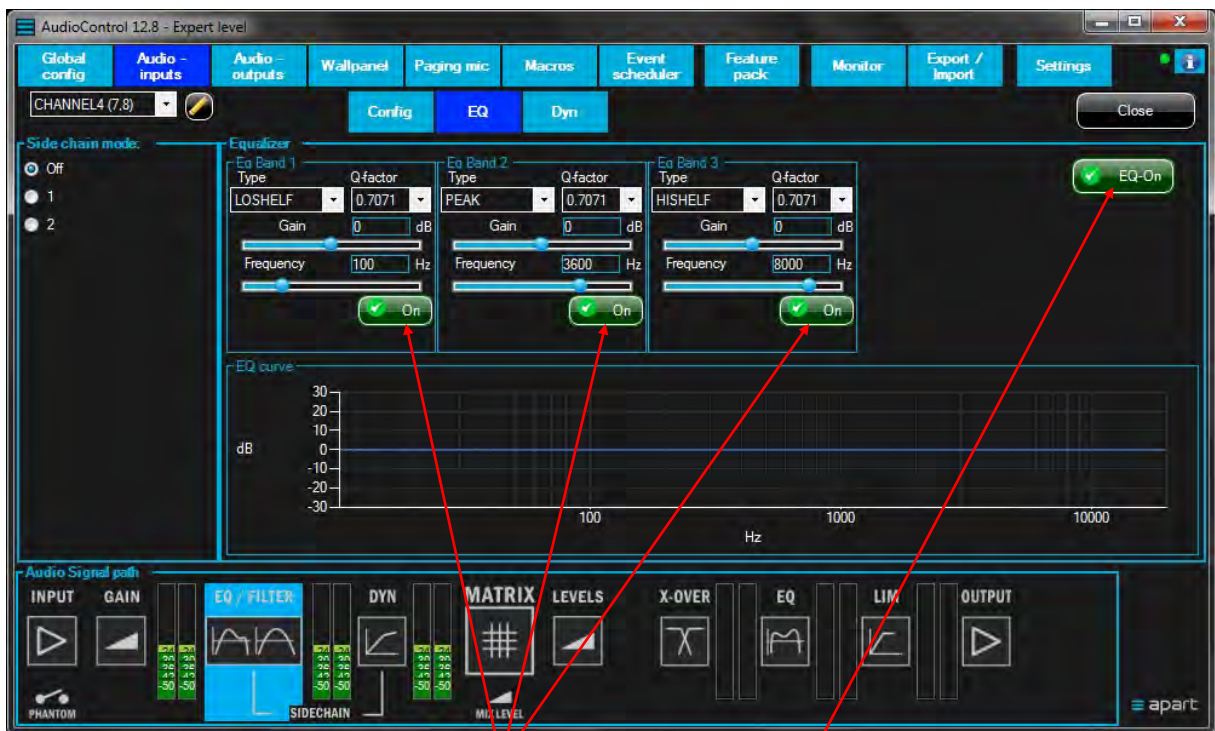 AudioControl 12.8 - Expert level
Global config Audio - inputs Audio - outputs Wallpanel Paging mic Macros Event scheduler Feature pack Monitor Export / Import Settings
CHANNEL4 (7,8) Config EQ Dyn Close
Side chain mode:
Off
1
2
Equalizer
EQ-On
Eq Band 1
Type Q-factor
LOSHELF 0.7071
Gain 0 dB
Frequency 100 Hz
On
Eq Band 2
Type Q-factor
PEAK 0.7071
Gain 0 dB
Frequency 3600 Hz
On
Eq Band 3
Type Q-factor
HISHELF 0.7071
Gain 0 dB
Frequency 8000 Hz
On
EQ curve
30
20
10
dB 0
-10
-20
-30
100 1000 10000
Hz
Audio Signal path
INPUT GAIN EQ / FILTER DYN MATRIX LEVELS X-OVER EQ LIM OUTPUT
-50 -50 -50 -50 -50 -50
PHANTOM SIDECHAIN MIX LEVEL
apart